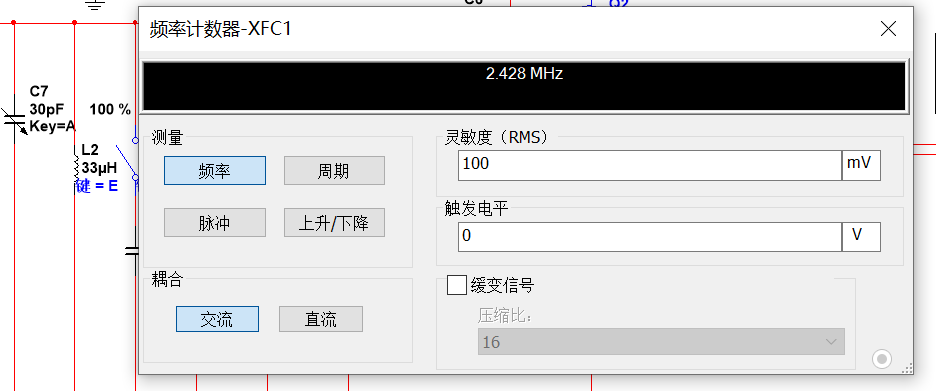 频率计数器-XFC1
2.428 MHz
C7
30pF
Key=A
100 %
L2
33µH
键 = E
测量
频率
周期
脉冲
上升/下降
耦合
交流
直流
灵敏度（RMS）
100
mV
触发电平
0
V
缓变信号
压缩比:
16